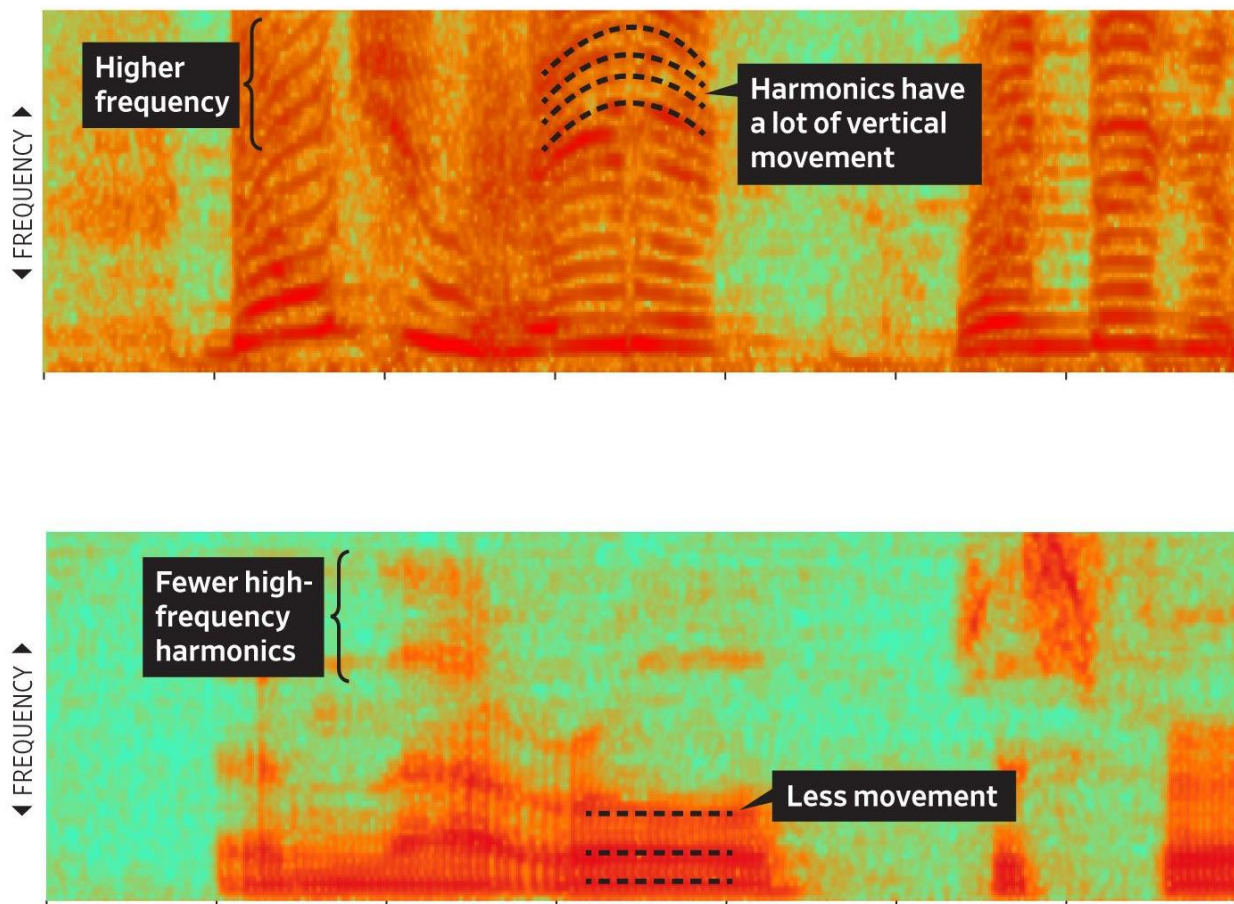 Higher
frequency
Harmonics have
a lot of vertical
movement
◄ FREQUENCY ►
Fewer high-
frequency
harmonics
Less movement
◄ FREQUENCY ►